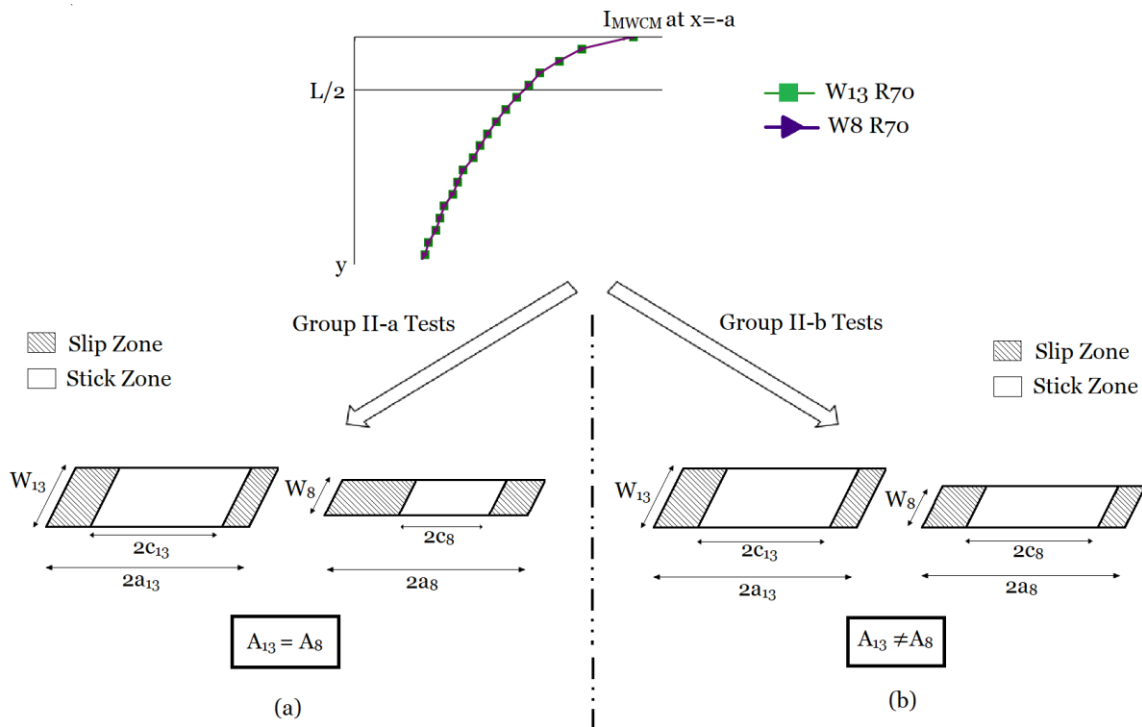 I_MWCM at x=-a
L/2
W13 R70
W8 R70
y
Group II-a Tests
Group II-b Tests
Slip Zone
Stick Zone
Slip Zone
Stick Zone
W₁₃
2c₁₃
2a₁₃
W₈
2c₈
2a₈
W₁₃
2c₁₃
2a₁₃
W₈
2c₈
2a₈
A₁₃ = A₈
A₁₃ ≠ A₈
(a)
(b)